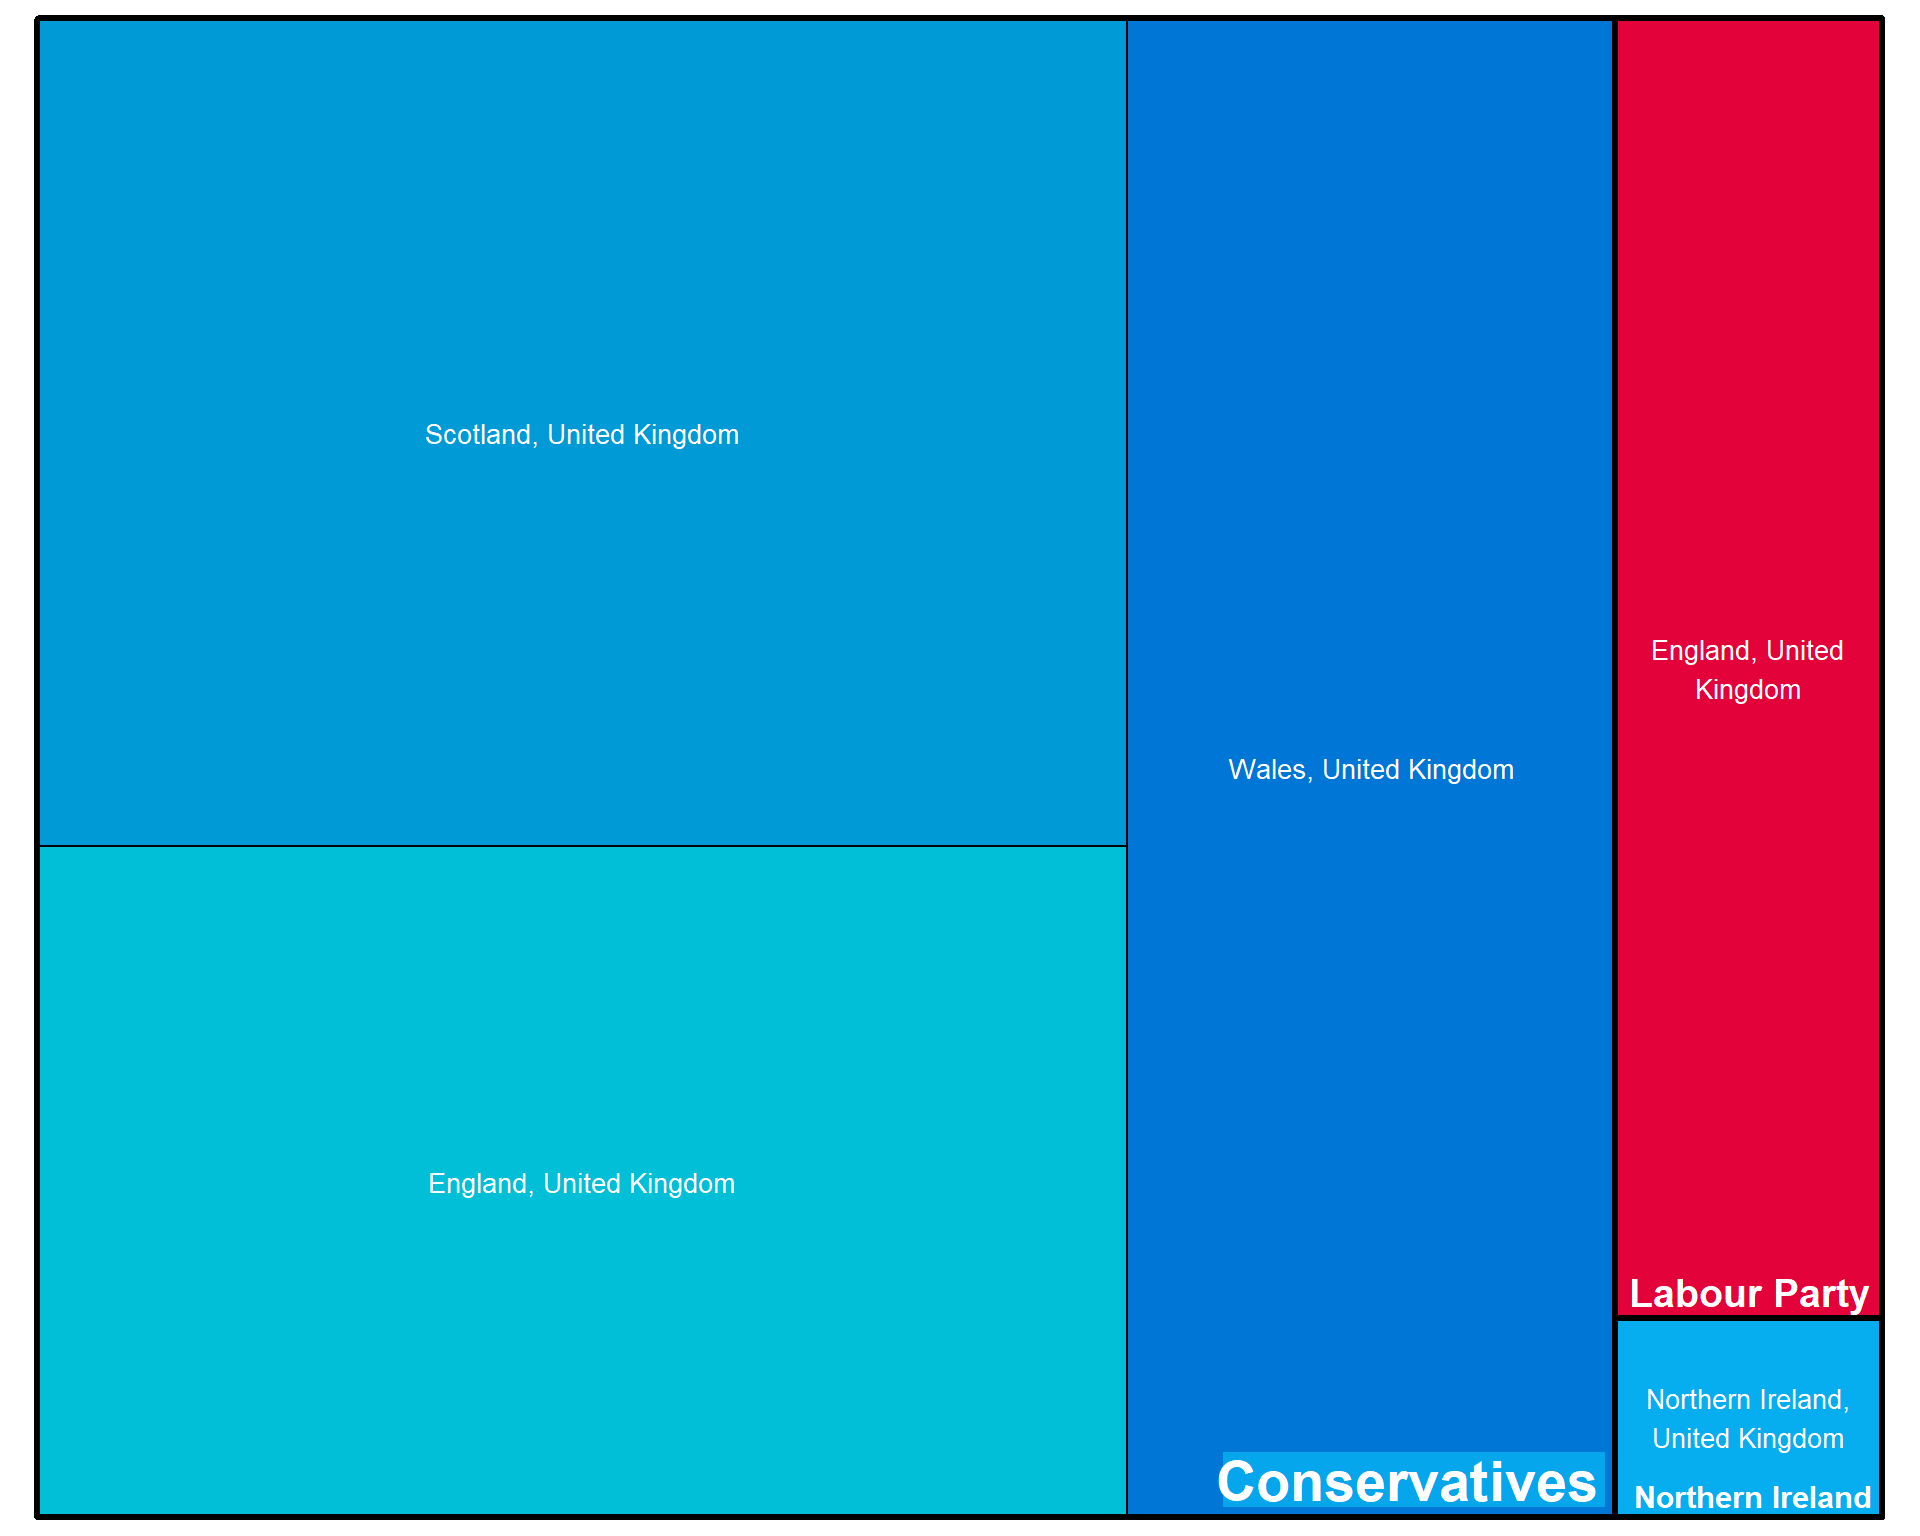 Scotland, United Kingdom
England, United Kingdom
Wales, United Kingdom
Conservatives
England, United
Kingdom
Labour Party
Northern Ireland,
United Kingdom
Northern Ireland